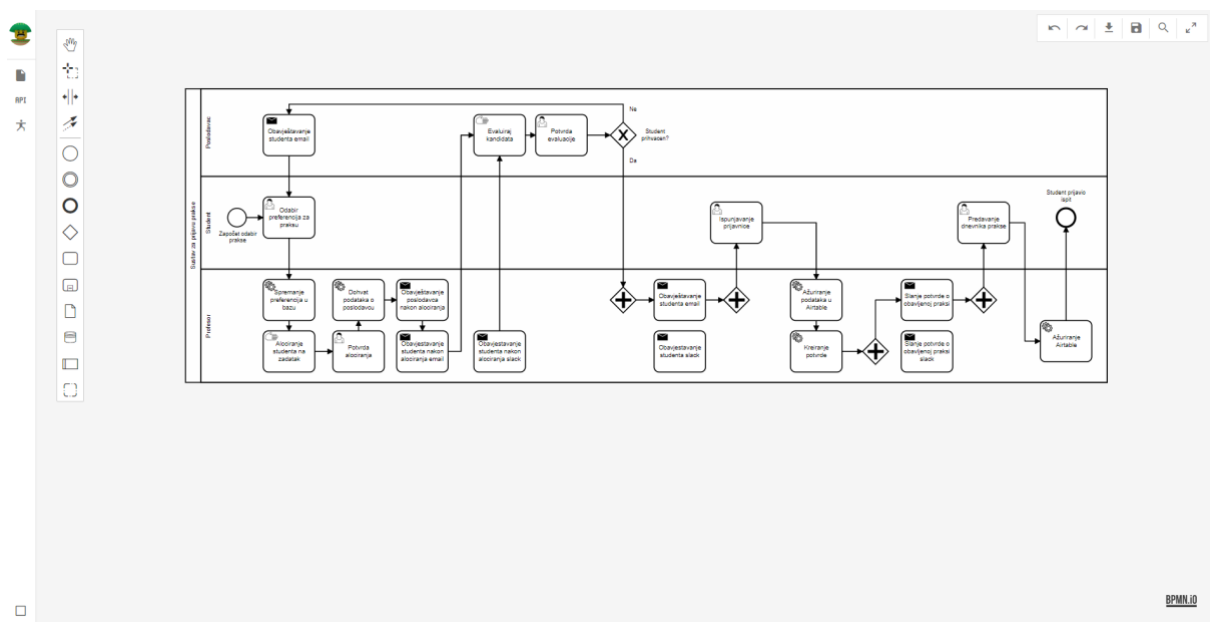 API
Sustav za prijavu prakse
Poslodavac
Obavještavanje
studenta email
Evaluiraj
kandidata
Potvrda
evaluacije
Ne
Student
prihvaćen?
Da
Student
Započet odabir
prakse
Odabir
preferencija za
praksu
Ispunjavanje
prijavnice
Predavanje
dnevnika prakse
Student prijavio
ispit
Profesor
Spremanje
preferencija u
bazu
Dohvat
podataka o
poslodavcu
Obavještavanje
poslodavca
nakon alociranja
Alociranje
studenta na
zadatak
Potvrda
alociranja
Obavjestavanje
studenta nakon
alociranja email
Obavjestavanje
studenta nakon
alociranja slack
Obavještavanje
studenta email
Obavjestavanje
studenta slack
Ažuriranje
podataka u
Airtable
Kreiranje
potvrde
Slanje potvrde o
obavljenoj praksi
Slanje potvrde o
obavljenoj praksi
slack
Ažuriranje
Airtable
BPMN.iO